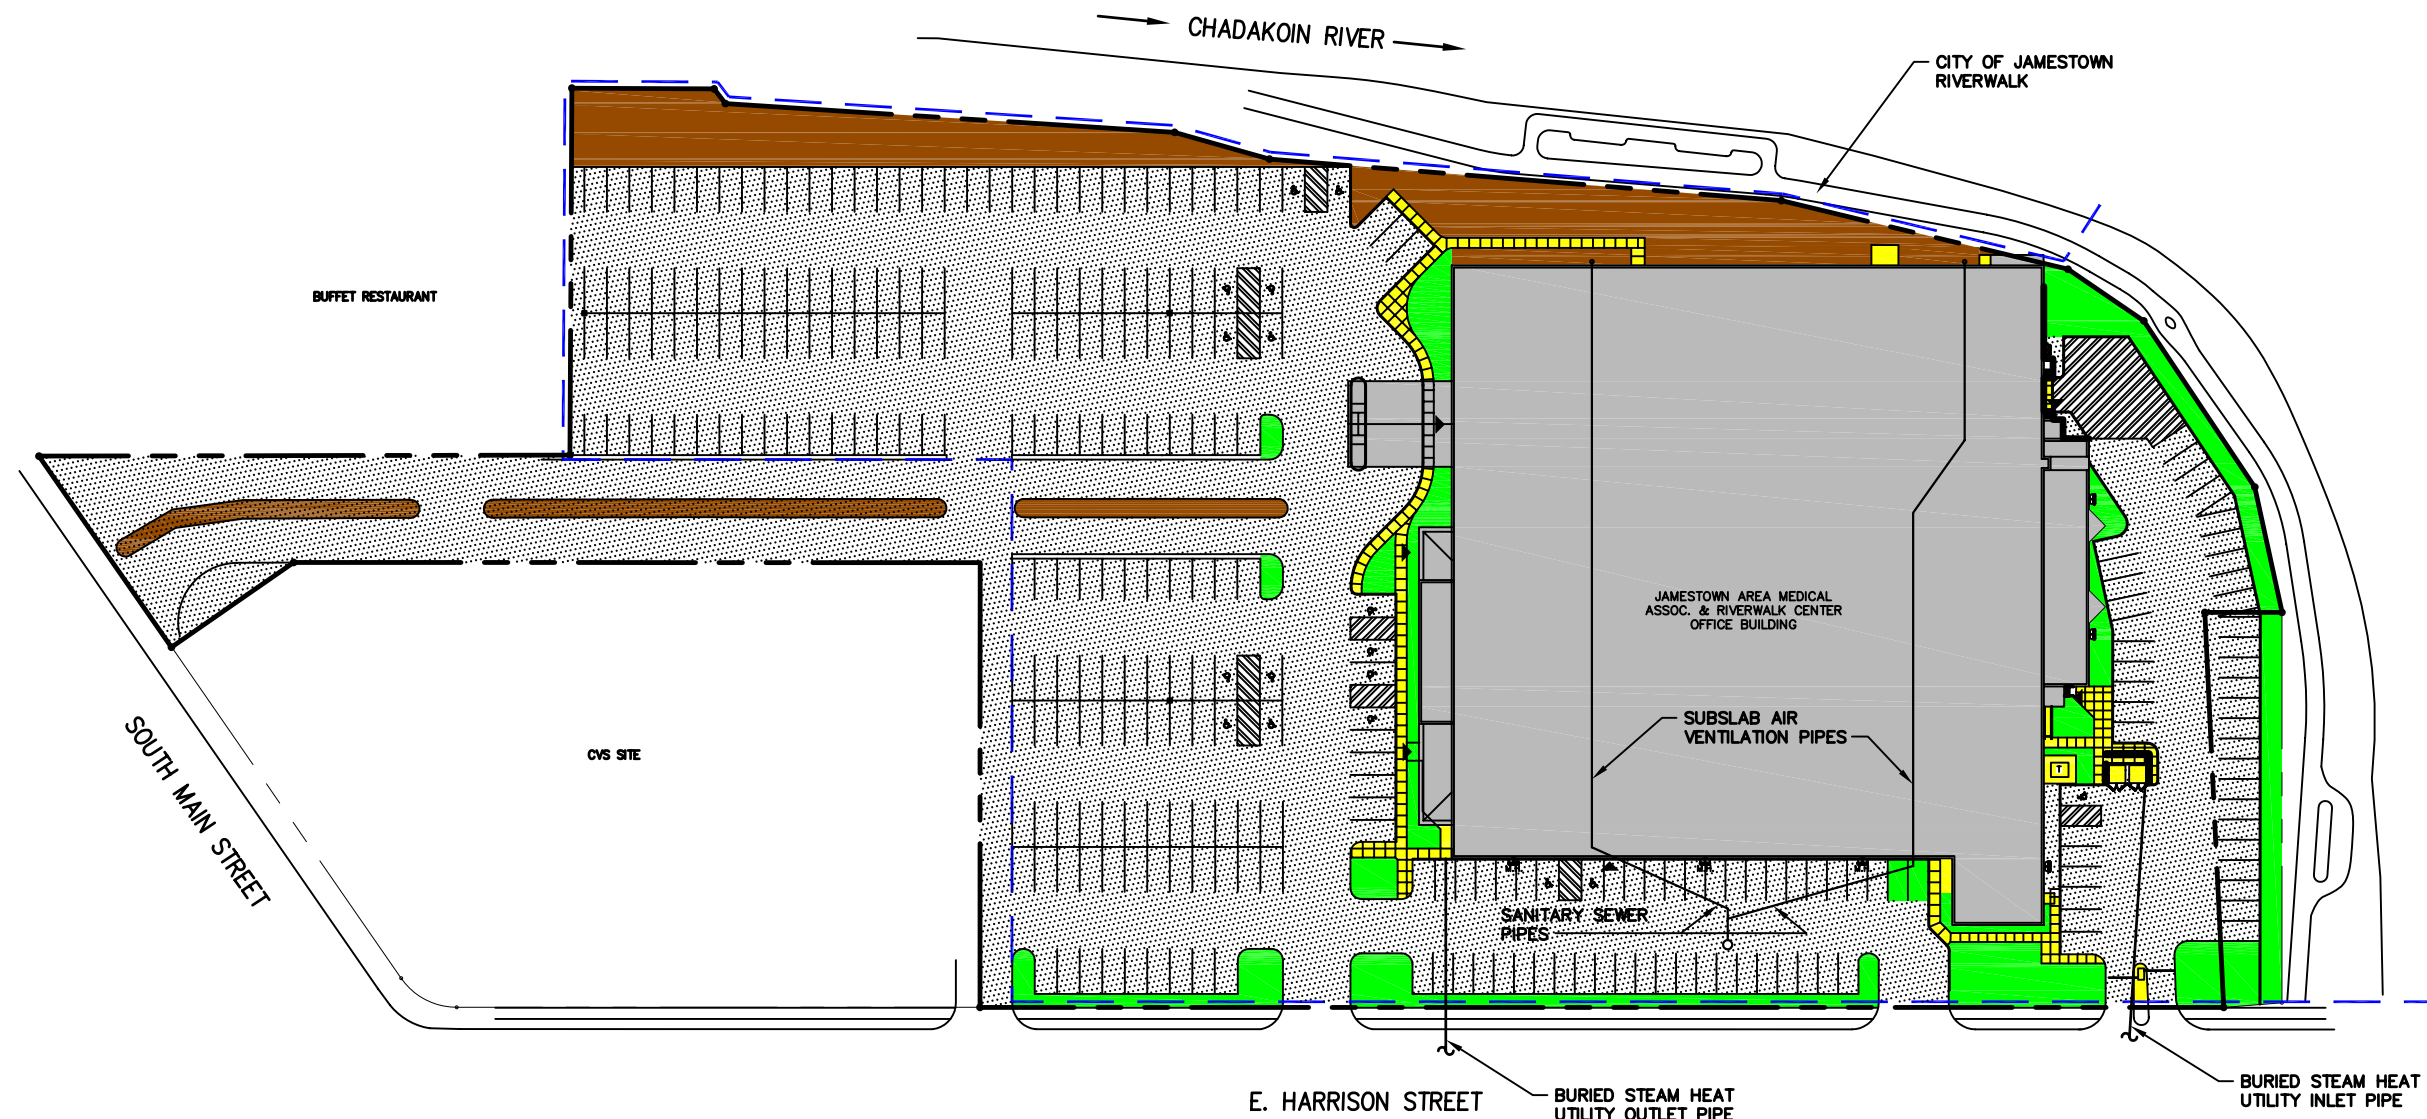 CHADAKOIN RIVER
CITY OF JAMESTOWN
RIVERWALK
BUFFET RESTAURANT
JAMESTOWN AREA MEDICAL
ASSOC. & RIVERWALK CENTER
OFFICE BUILDING
SUBSLAB AIR
VENTILATION PIPES
CVS SITE
SOUTH MAIN STREET
T
SANITARY SEWER
PIPES
E. HARRISON STREET
BURIED STEAM HEAT
UTILITY OUTLET PIPE
BURIED STEAM HEAT
UTILITY INLET PIPE